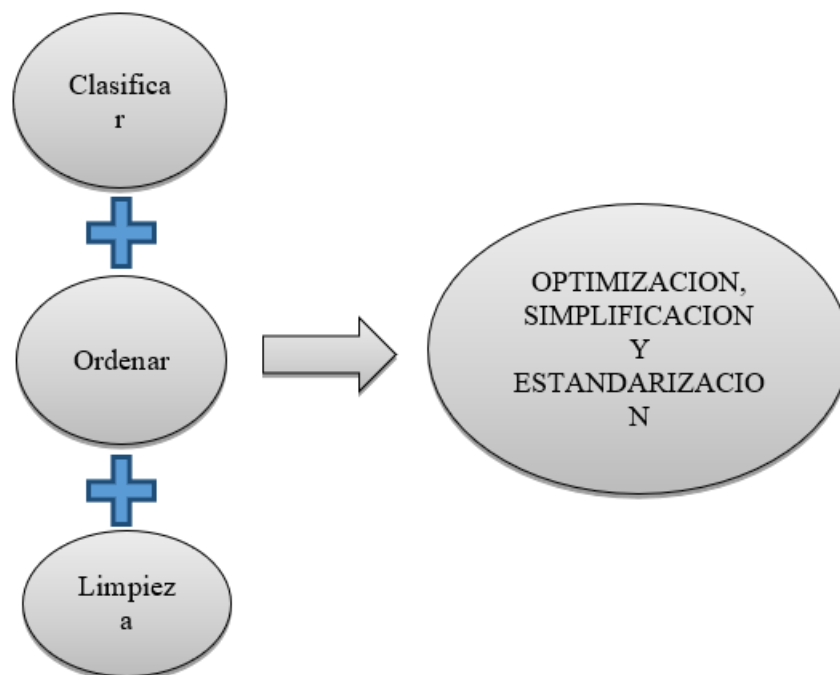 Clasifica
r
Ordenar
Limpiez
a
OPTIMIZACION,
SIMPLIFICACION
Y
ESTANDARIZACIO
N